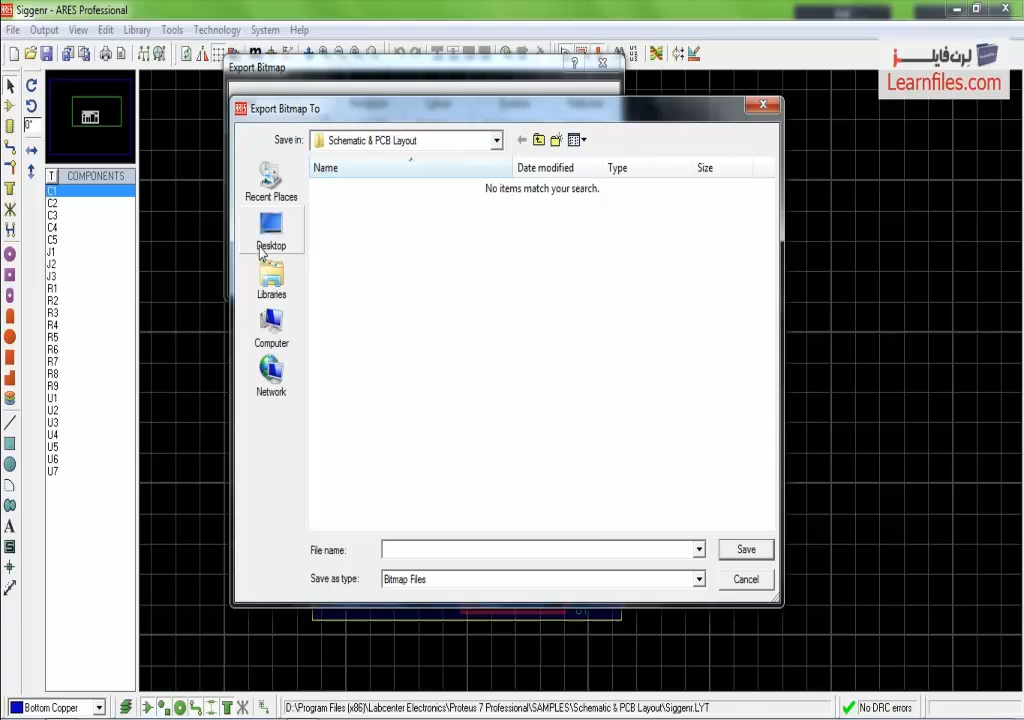 Siggenr - ARES Professional
File Output View Edit Library Tools Technology System Help
Export Bitmap
لرن فایلز
Learnfiles.com
Export Bitmap To
Save in: Schematic & PCB Layout
Name Date modified Type Size
No items match your search.
Recent Places
Desktop
Libraries
Computer
Network
0°
T COMPONENTS
C1
C2
C3
C4
C5
J1
J2
J3
R1
R2
R3
R4
R5
R6
R7
R8
R9
U1
U2
U3
U4
U5
U6
U7
File name: Save
Save as type: Bitmap Files Cancel
Bottom Copper
D:\Program Files (x86)\Labcenter Electronics\Proteus 7 Professional\SAMPLES\Schematic & PCB Layout\Siggenr.LYT
No DRC errors